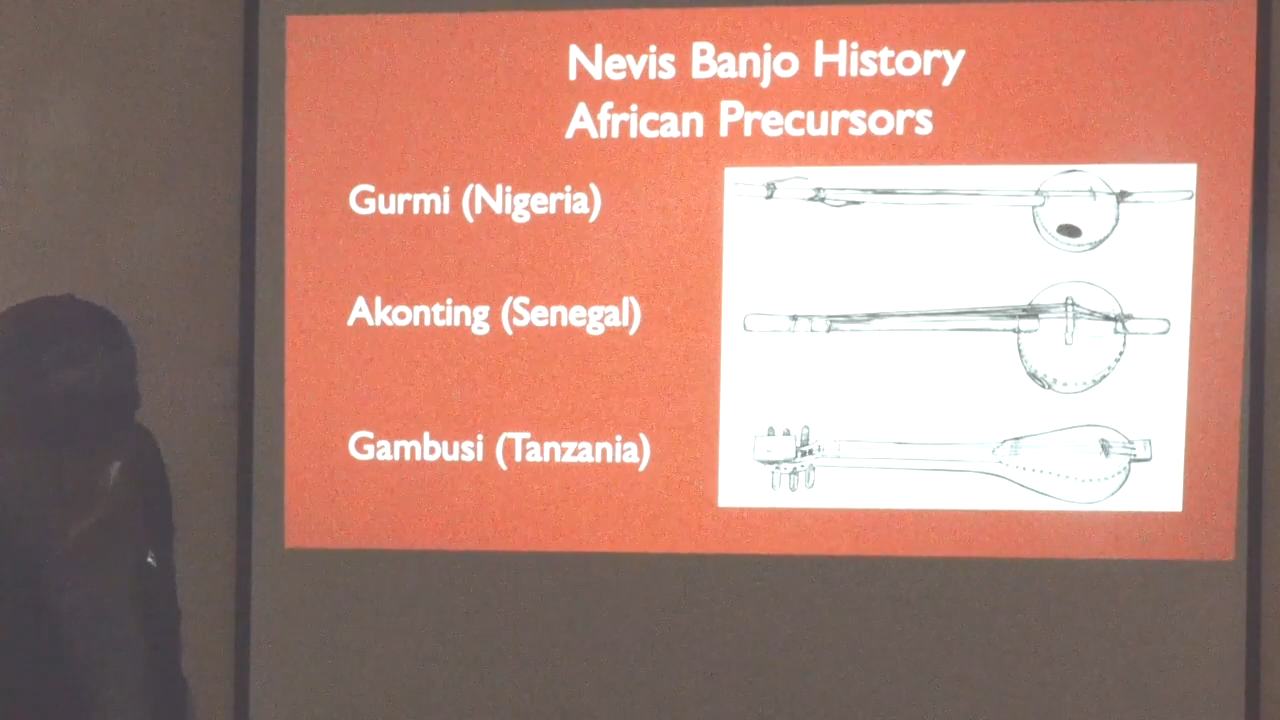 Nevis Banjo History
African Precursors
Gurmi (Nigeria)
Akonting (Senegal)
Gambusi (Tanzania)